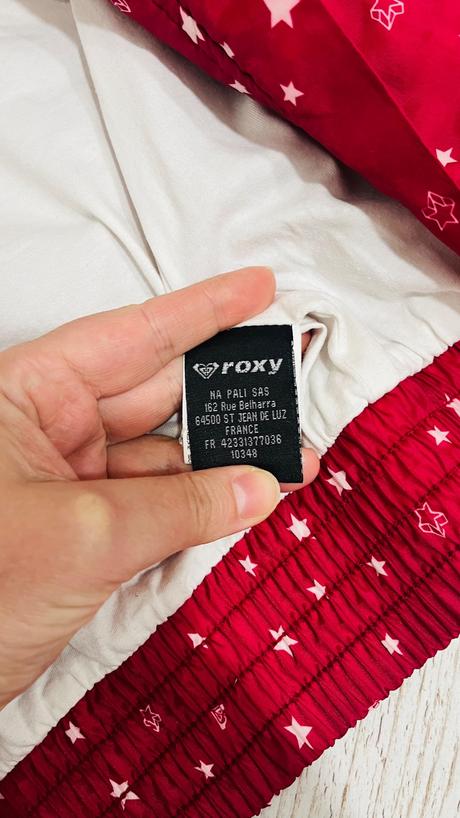 roxy
NA PALI SAS
162 Rue Belharra
64500 ST JEAN DE LUZ
FRANCE
FR 42331377036
10348